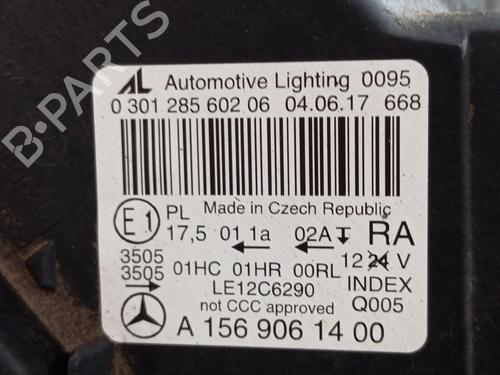 AL Automotive Lighting 0095
0 301 285 602 06 04.06.17 668
Made in Czech Republic
E1 PL 17,5 01 1a 02A RA
3505
3505 01HC 01HR 00RL 12 24 V
LE12C6290 INDEX
not CCC approved Q005
A 156 906 14 00
B-PARTS